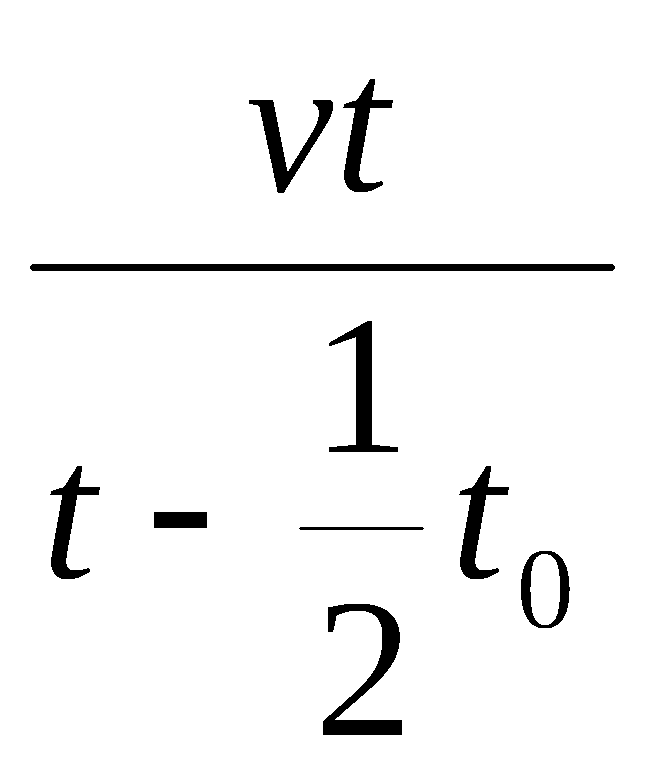 vt
t - 1/2 t₀